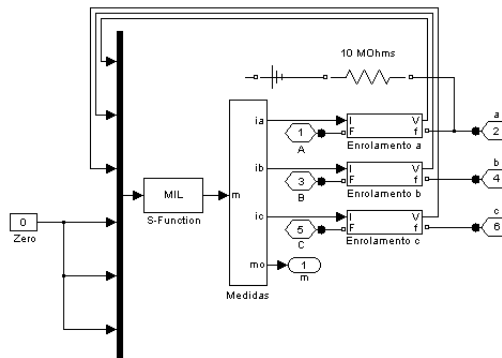 10 MOhms
a
ia
I
V
1
F
f
2
A
Enrolamento a
b
ib
I
V
MIL
m
3
F
f
4
S-Function
B
Enrolamento b
c
ic
I
V
0
5
F
f
6
Zero
C
Enrolamento c
mo
1
Medidas
m